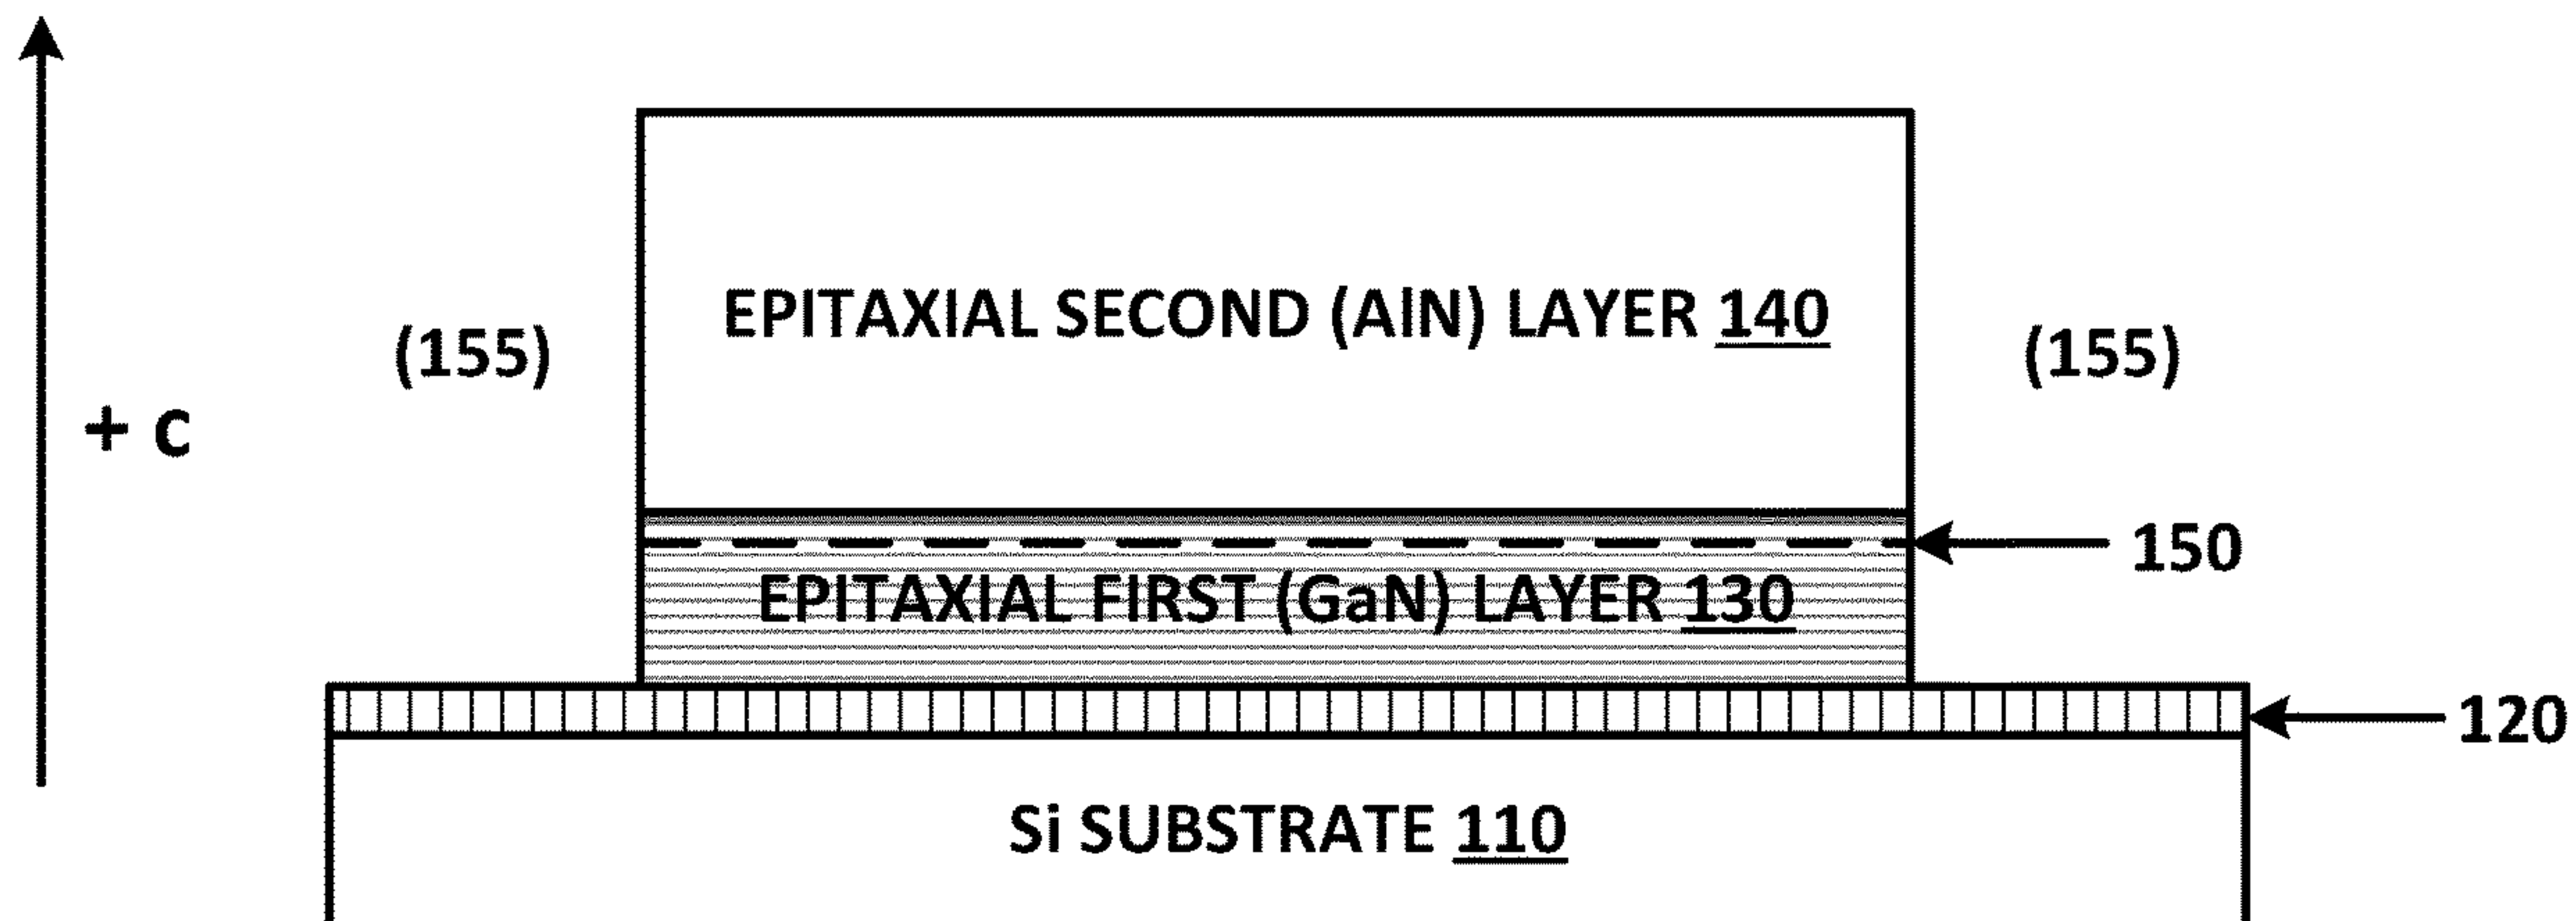 EPITAXIAL SECOND (AlN) LAYER 140
(155)
(155)
+ c
150
EPITAXIAL FIRST (GaN) LAYER 130
120
Si SUBSTRATE 110